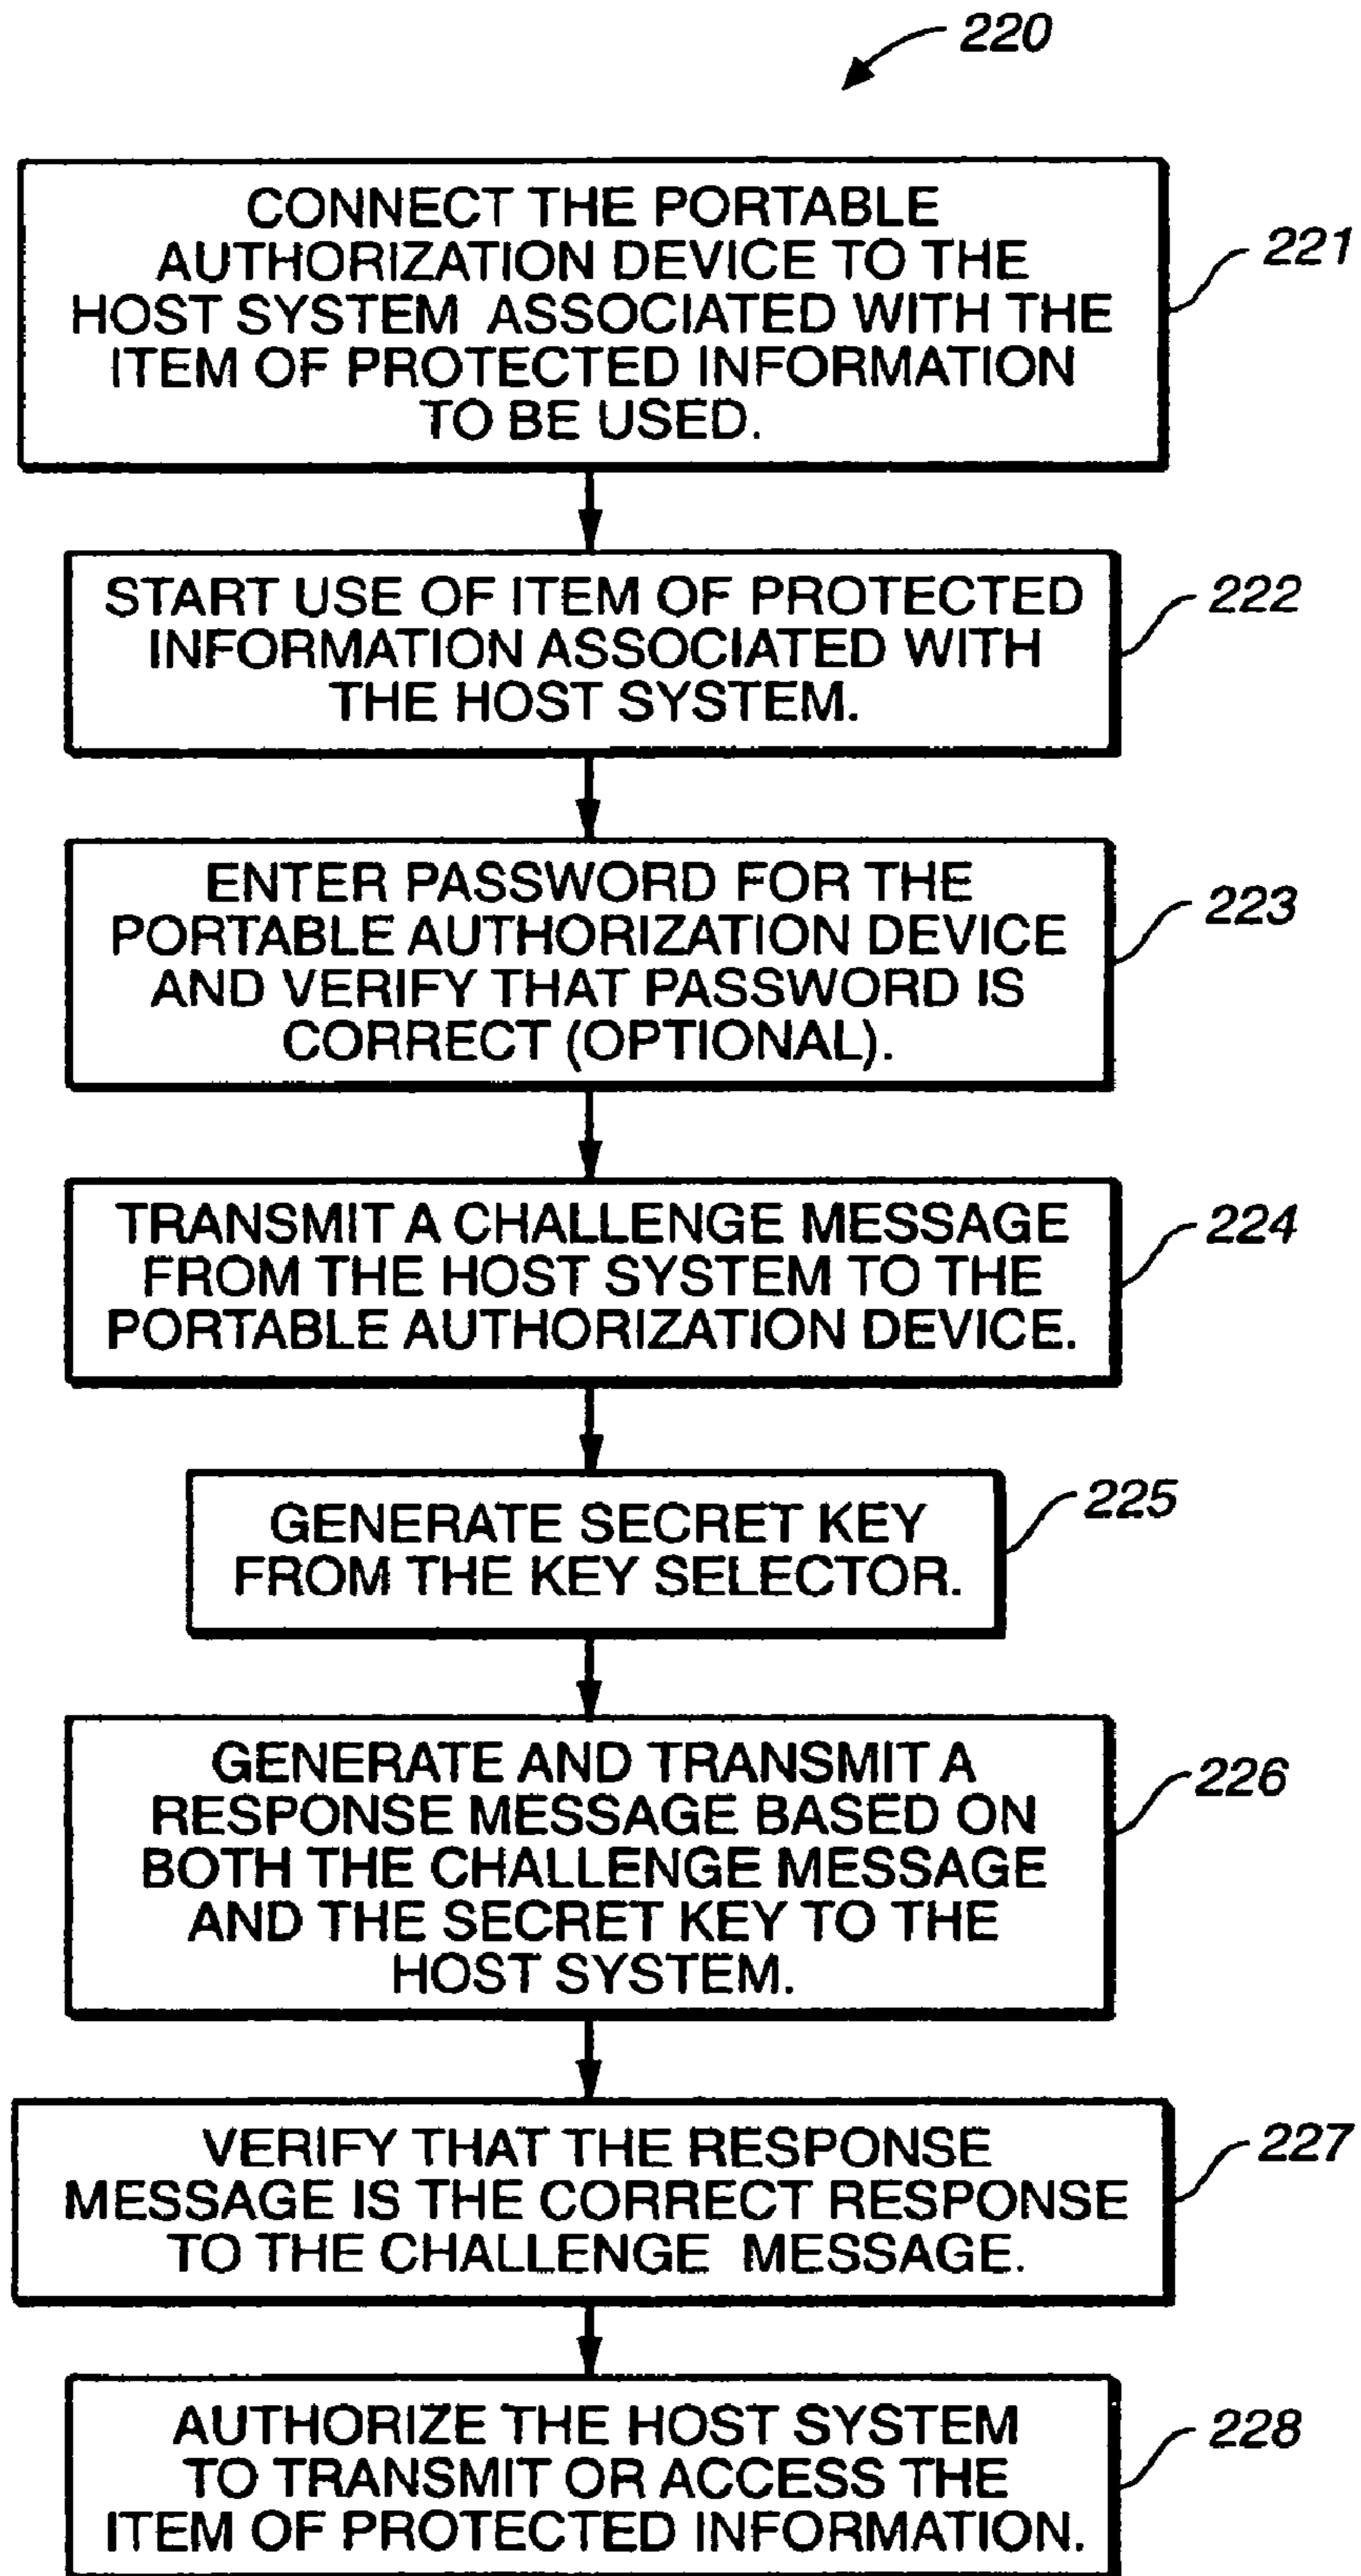 220
CONNECT THE PORTABLE
AUTHORIZATION DEVICE TO THE
HOST SYSTEM ASSOCIATED WITH THE
ITEM OF PROTECTED INFORMATION
TO BE USED.
221
START USE OF ITEM OF PROTECTED
INFORMATION ASSOCIATED WITH
THE HOST SYSTEM.
222
ENTER PASSWORD FOR THE
PORTABLE AUTHORIZATION DEVICE
AND VERIFY THAT PASSWORD IS
CORRECT (OPTIONAL).
223
TRANSMIT A CHALLENGE MESSAGE
FROM THE HOST SYSTEM TO THE
PORTABLE AUTHORIZATION DEVICE.
224
GENERATE SECRET KEY
FROM THE KEY SELECTOR.
225
GENERATE AND TRANSMIT A
RESPONSE MESSAGE BASED ON
BOTH THE CHALLENGE MESSAGE
AND THE SECRET KEY TO THE
HOST SYSTEM.
226
VERIFY THAT THE RESPONSE
MESSAGE IS THE CORRECT RESPONSE
TO THE CHALLENGE MESSAGE.
227
AUTHORIZE THE HOST SYSTEM
TO TRANSMIT OR ACCESS THE
ITEM OF PROTECTED INFORMATION.
228